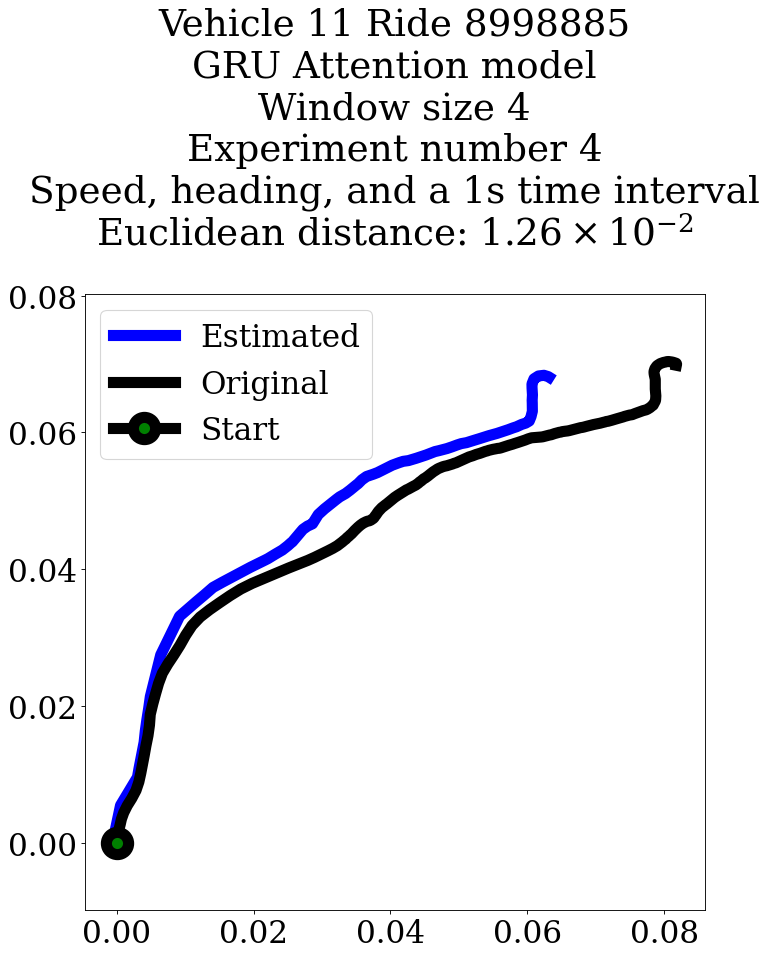 Vehicle 11 Ride 8998885
GRU Attention model
Window size 4
Experiment number 4
Speed, heading, and a 1s time interval
Euclidean distance: 1.26 × 10⁻²
0.08
0.06
0.04
0.02
0.00
Estimated
Original
Start
0.00 0.02 0.04 0.06 0.08